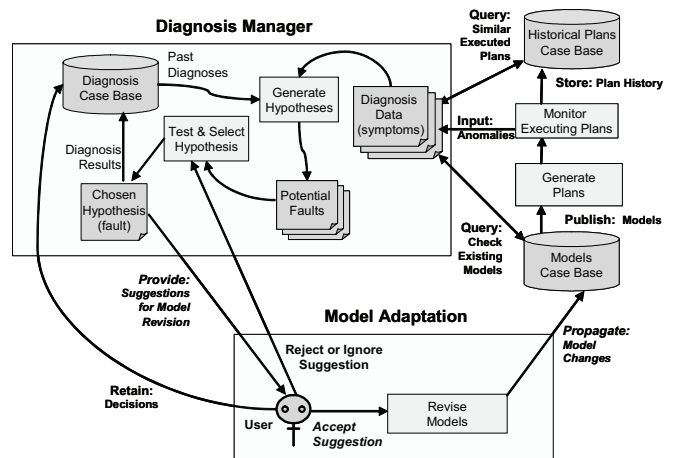 Diagnosis Manager
Query:
Similar
Executed
Plans
Historical Plans
Case Base
Past
Diagnoses
Diagnosis
Case Base
Generate
Hypotheses
Diagnosis
Data
(symptoms)
Store: Plan History
Input:
Anomalies
Monitor
Executing Plans
Test & Select
Hypothesis
Diagnosis
Results
Generate
Plans
Chosen
Hypothesis
(fault)
Potential
Faults
Publish: Models
Query:
Check
Existing
Models
Models
Case Base
Provide:
Suggestions
for Model
Revision
Model Adaptation
Propagate:
Model
Changes
Reject or Ignore
Suggestion
Retain:
Decisions
User
Accept
Suggestion
Revise
Models